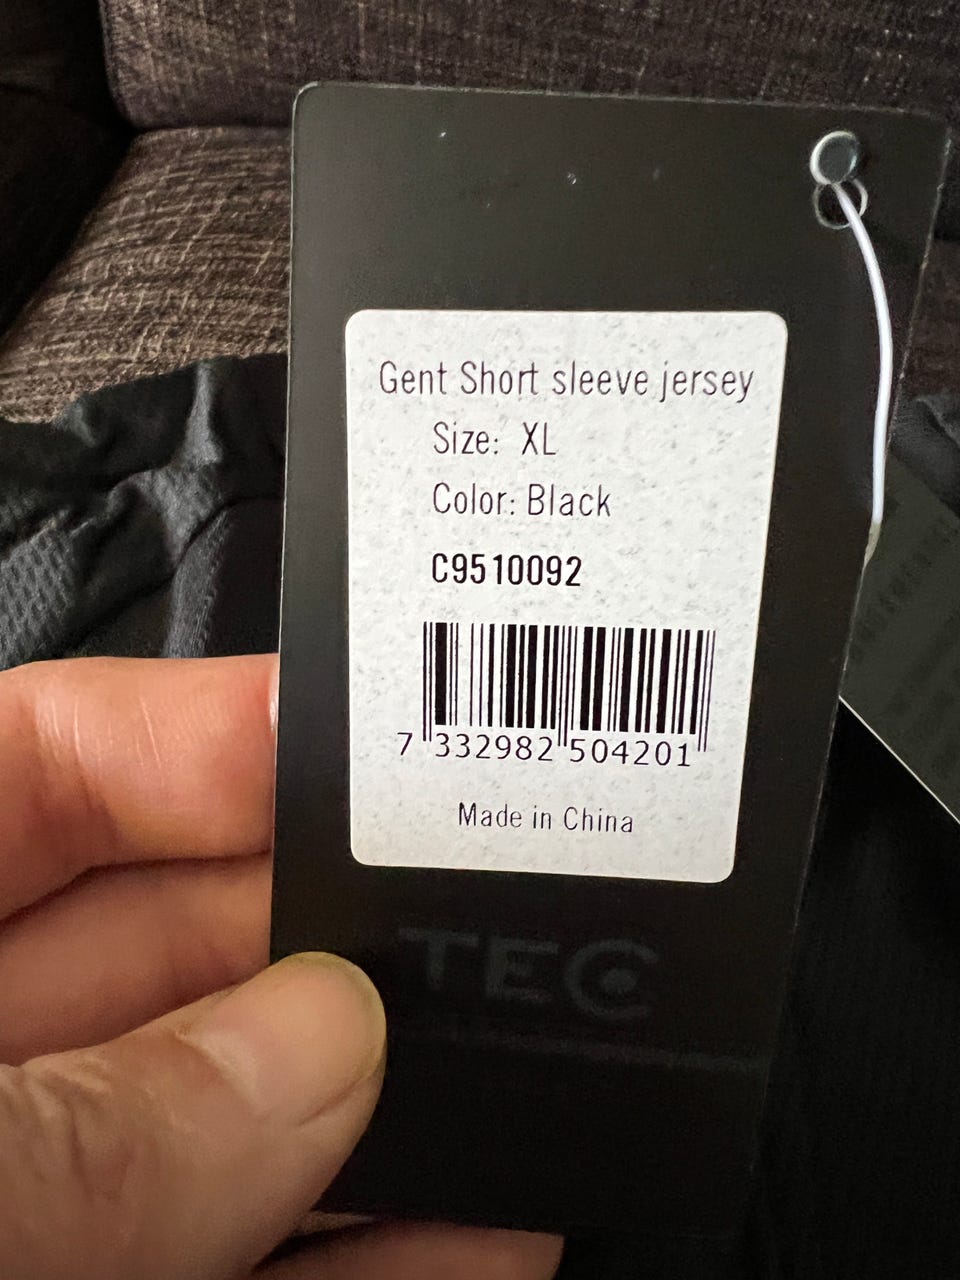 Gent Short sleeve jersey
Size: XL
Color: Black
C9510092
7 332982 504201
Made in China
TEC